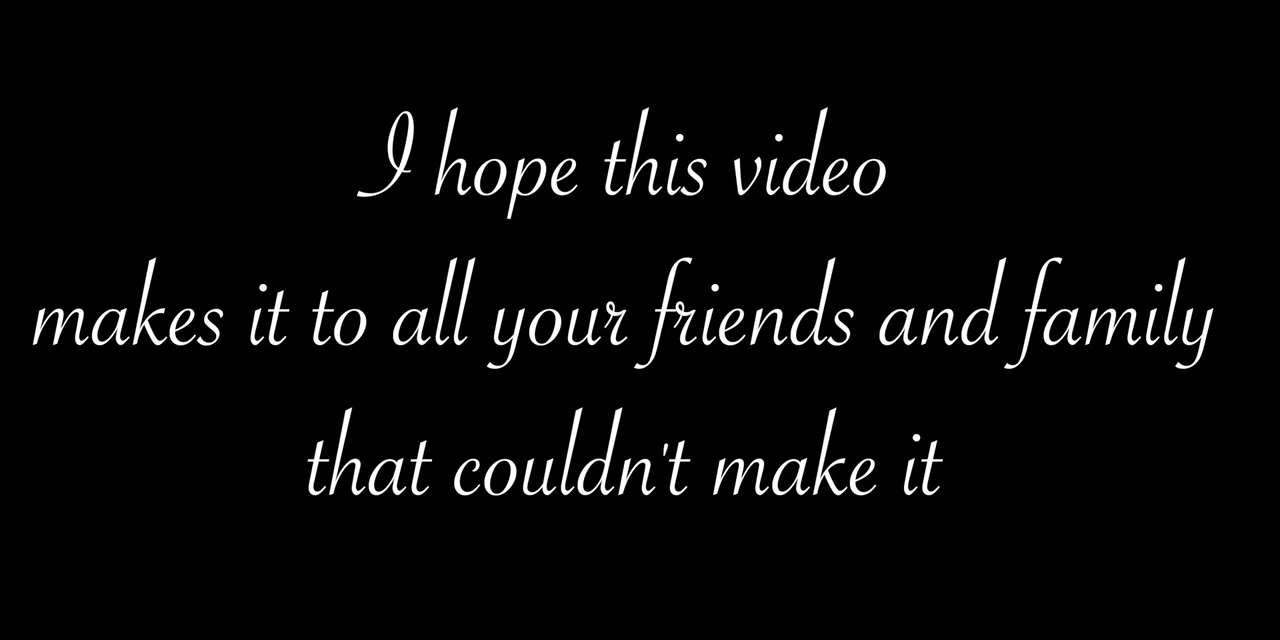 I hope this video
makes it to all your friends and family
that couldn't make it